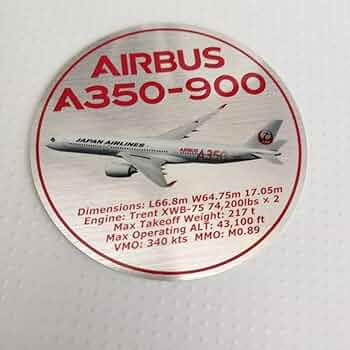 AIRBUS
A350-900
JAPAN AIRLINES
AIRBUS
A350
Dimensions: L66.8m W64.75m 17.05m
Engine: Trent XWB-75 74,200lbs × 2
Max Takeoff Weight: 217 t
Max Operating ALT: 43,100 ft
VMO: 340 kts MMO: M0.89